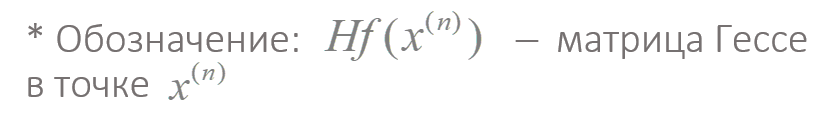 * Обозначение: Hf(x⁽ⁿ⁾) – матрица Гессе
в точке x⁽ⁿ⁾